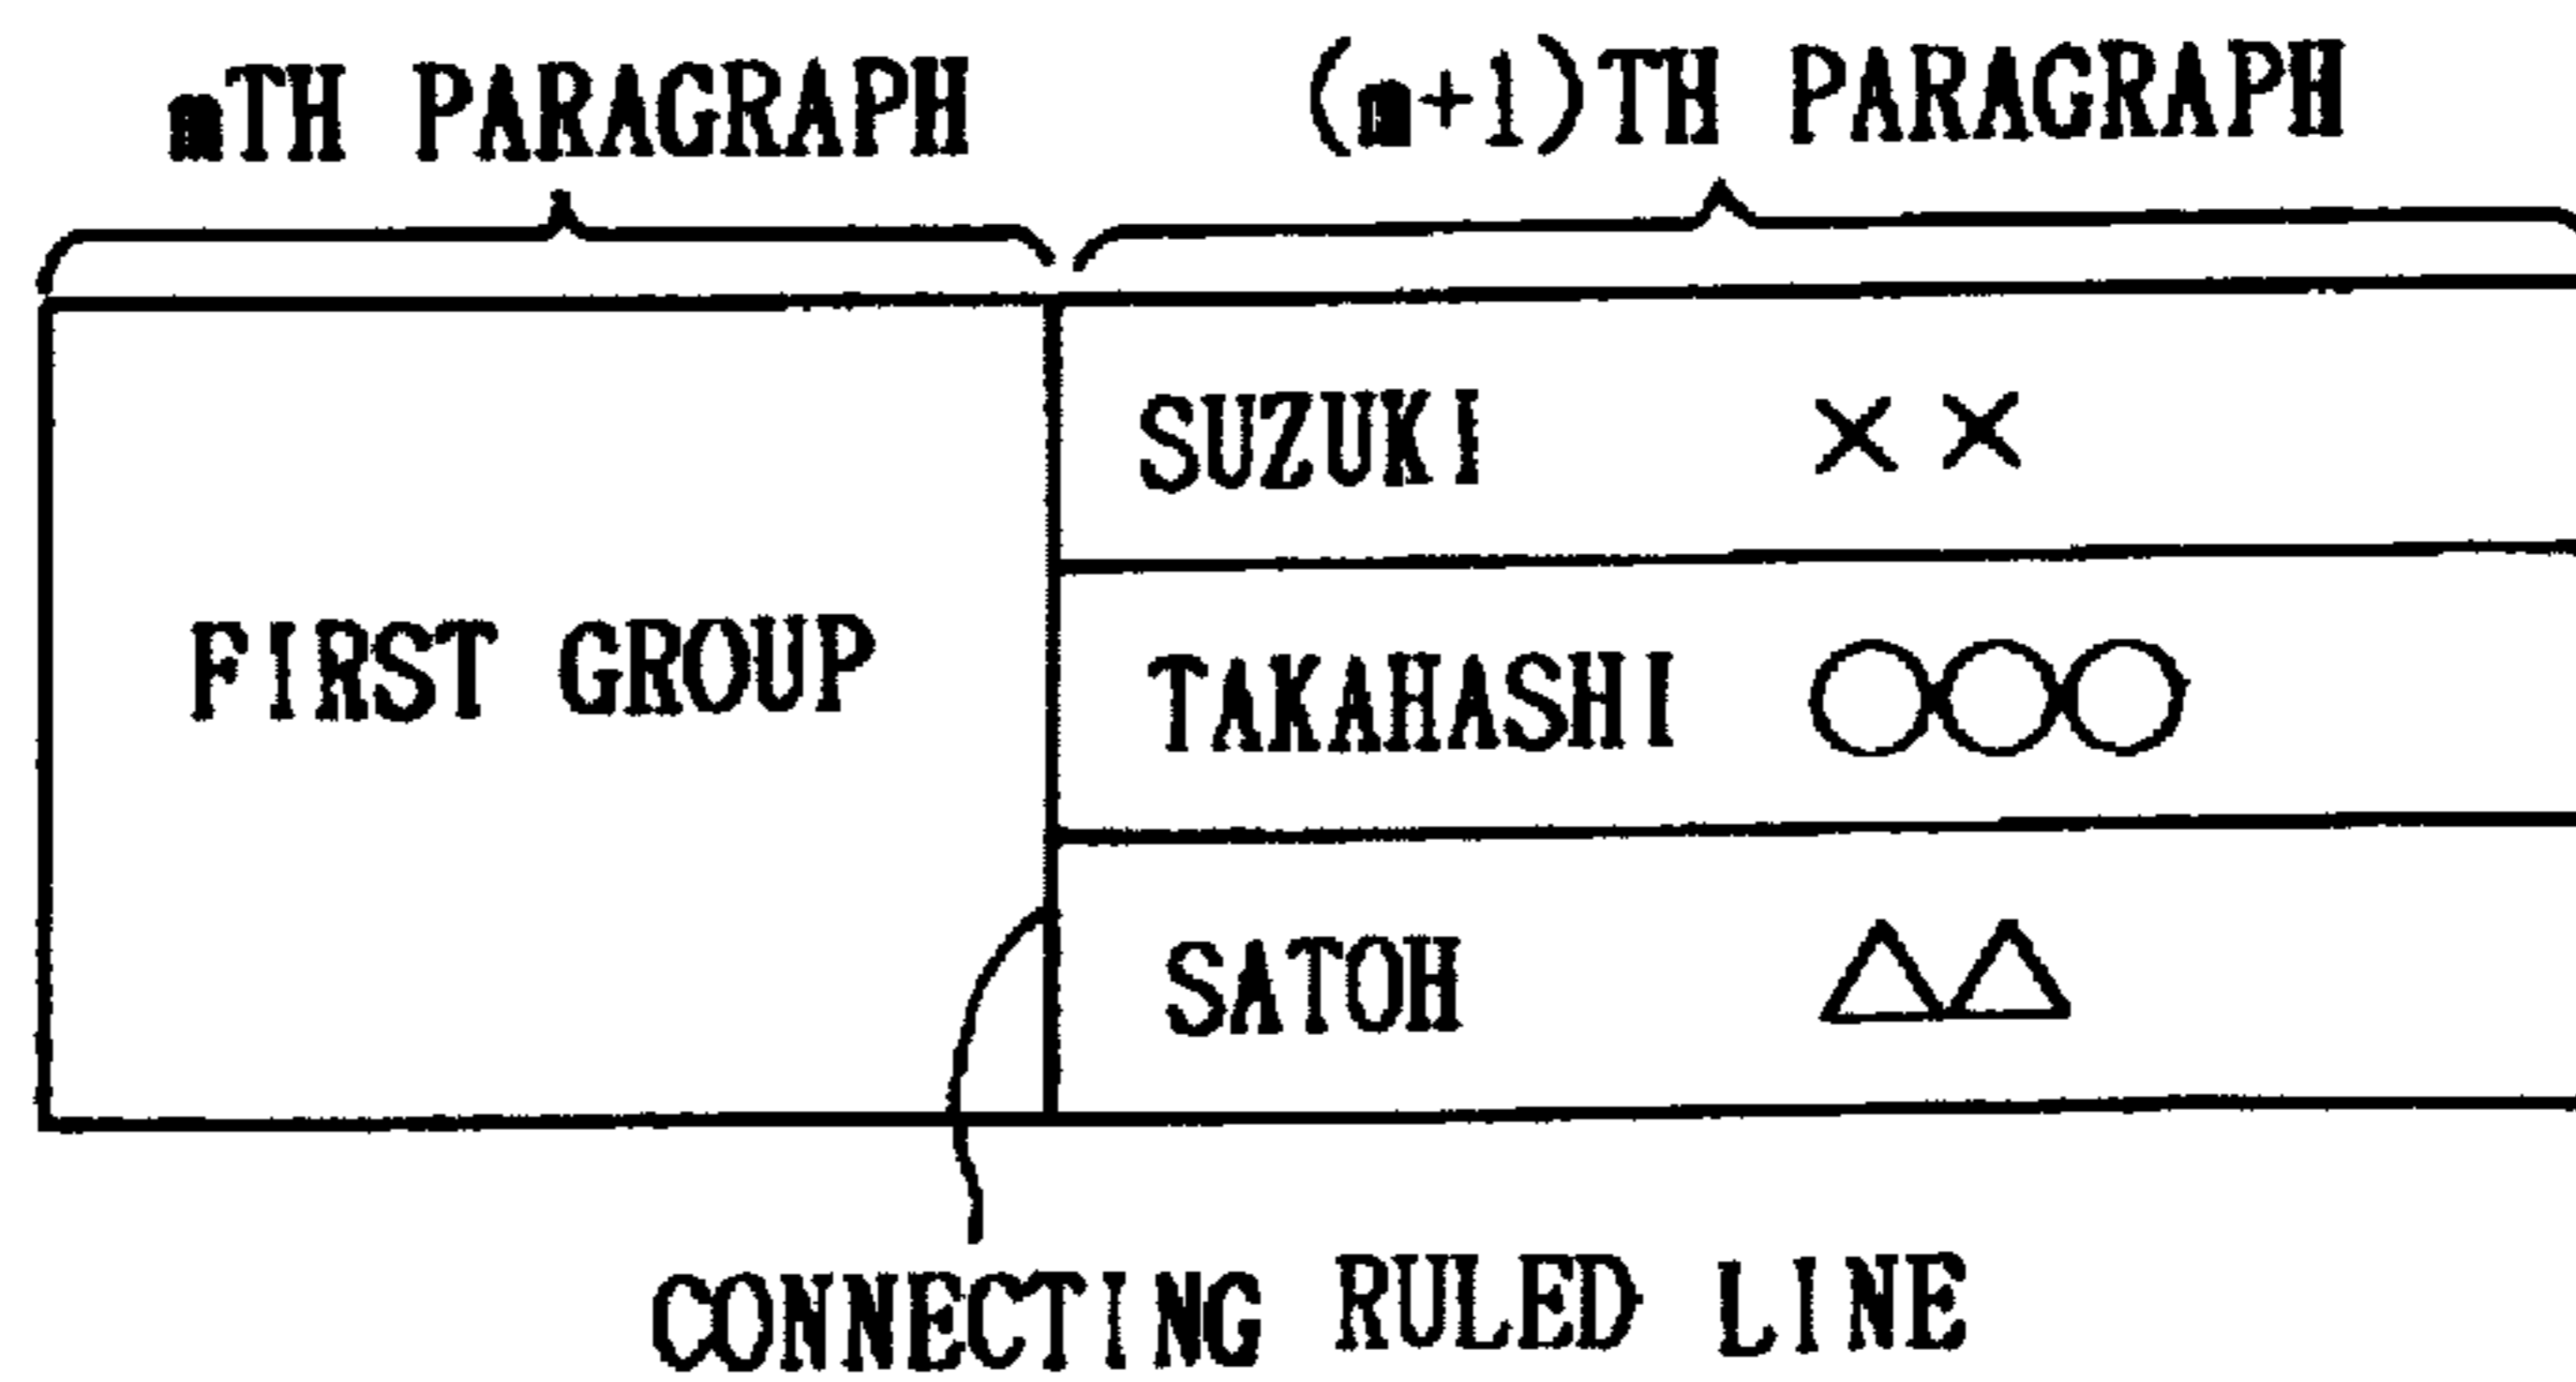 mTH PARAGRAPH (m+1)TH PARAGRAPH
SUZUKI ××
FIRST GROUP
TAKAHASHI ○○○
SATOH △△
CONNECTING RULED LINE